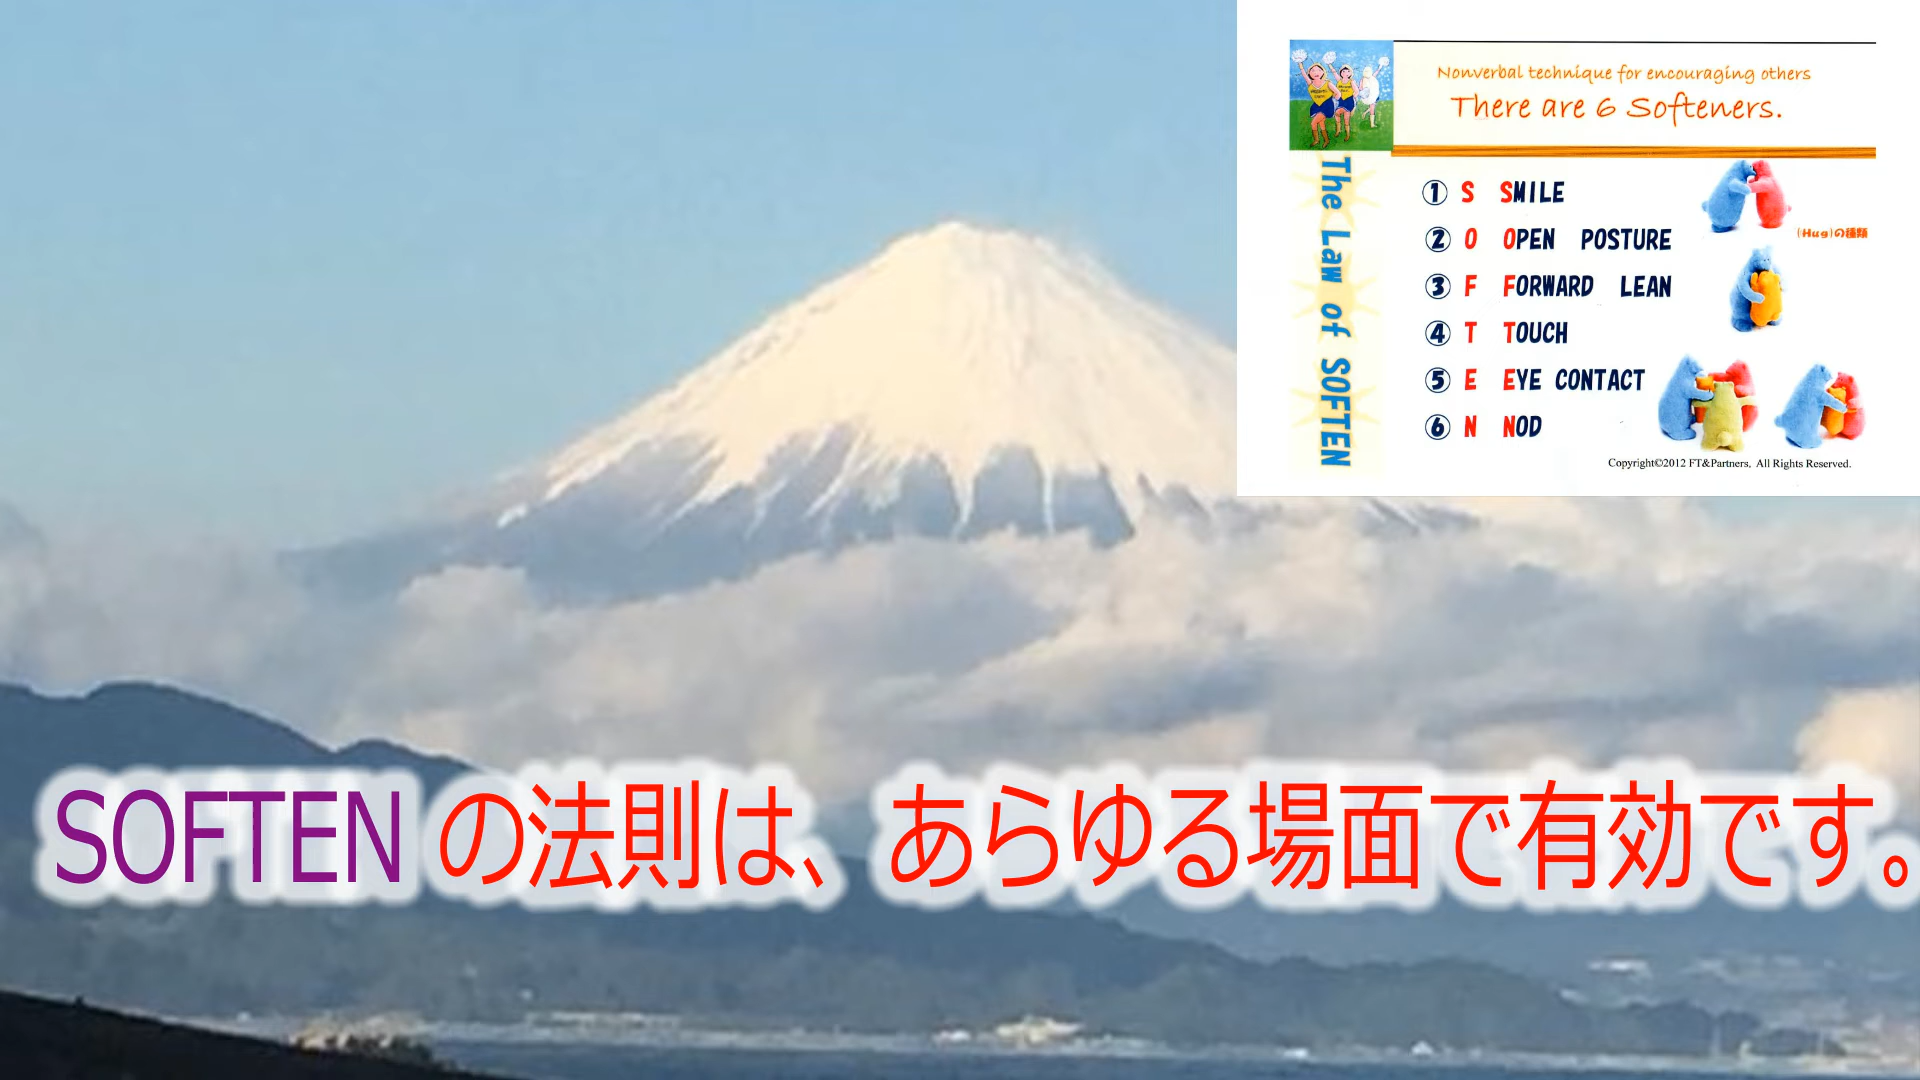 Nonverbal technique for encouraging others
There are 6 Softeners.
The Law of SOFTEN
① S SMILE
② O OPEN POSTURE
(Hug)の種類
③ F FORWARD LEAN
④ T TOUCH
⑤ E EYE CONTACT
⑥ N NOD
Copyright©2012 FT&Partners, All Rights Reserved.
SOFTEN の法則は、あらゆる場面で有効です。